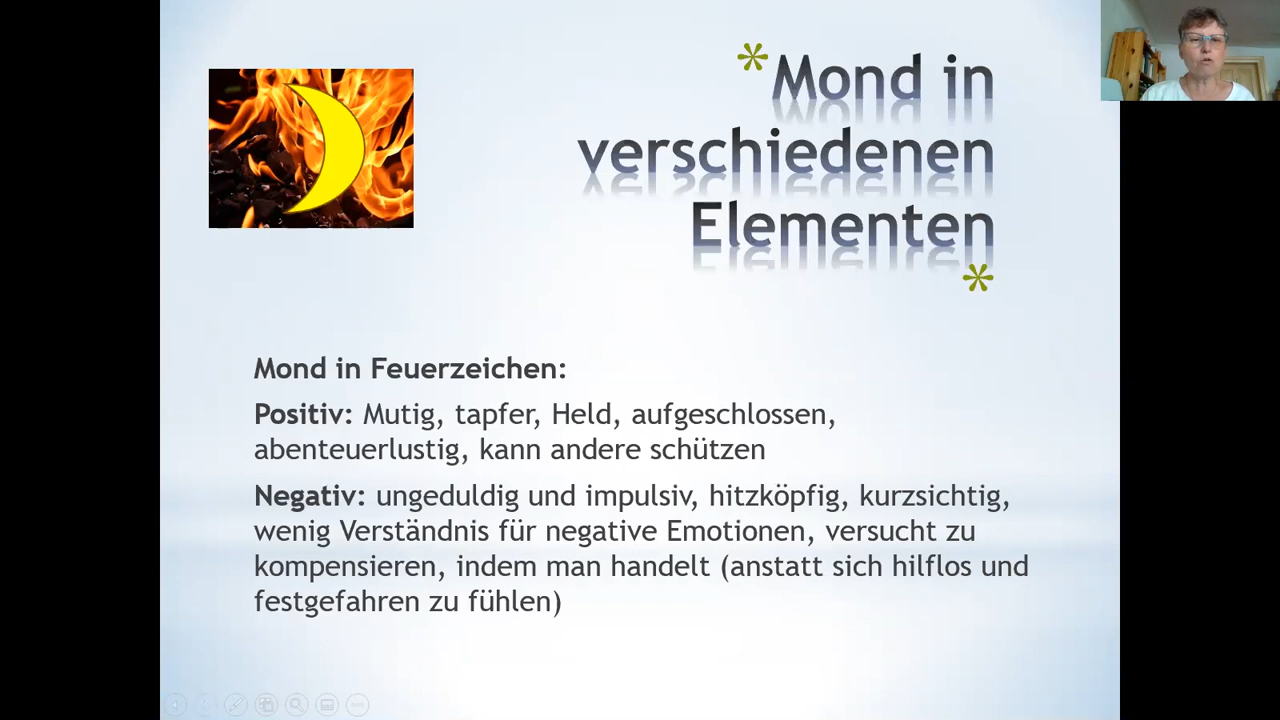 *Mond in
verschiedenen
Elementen
*
Mond in Feuerzeichen:
Positiv: Mutig, tapfer, Held, aufgeschlossen,
abenteuerlustig, kann andere schützen
Negativ: ungeduldig und impulsiv, hitzköpfig, kurzsichtig,
wenig Verständnis für negative Emotionen, versucht zu
kompensieren, indem man handelt (anstatt sich hilflos und
festgefahren zu fühlen)